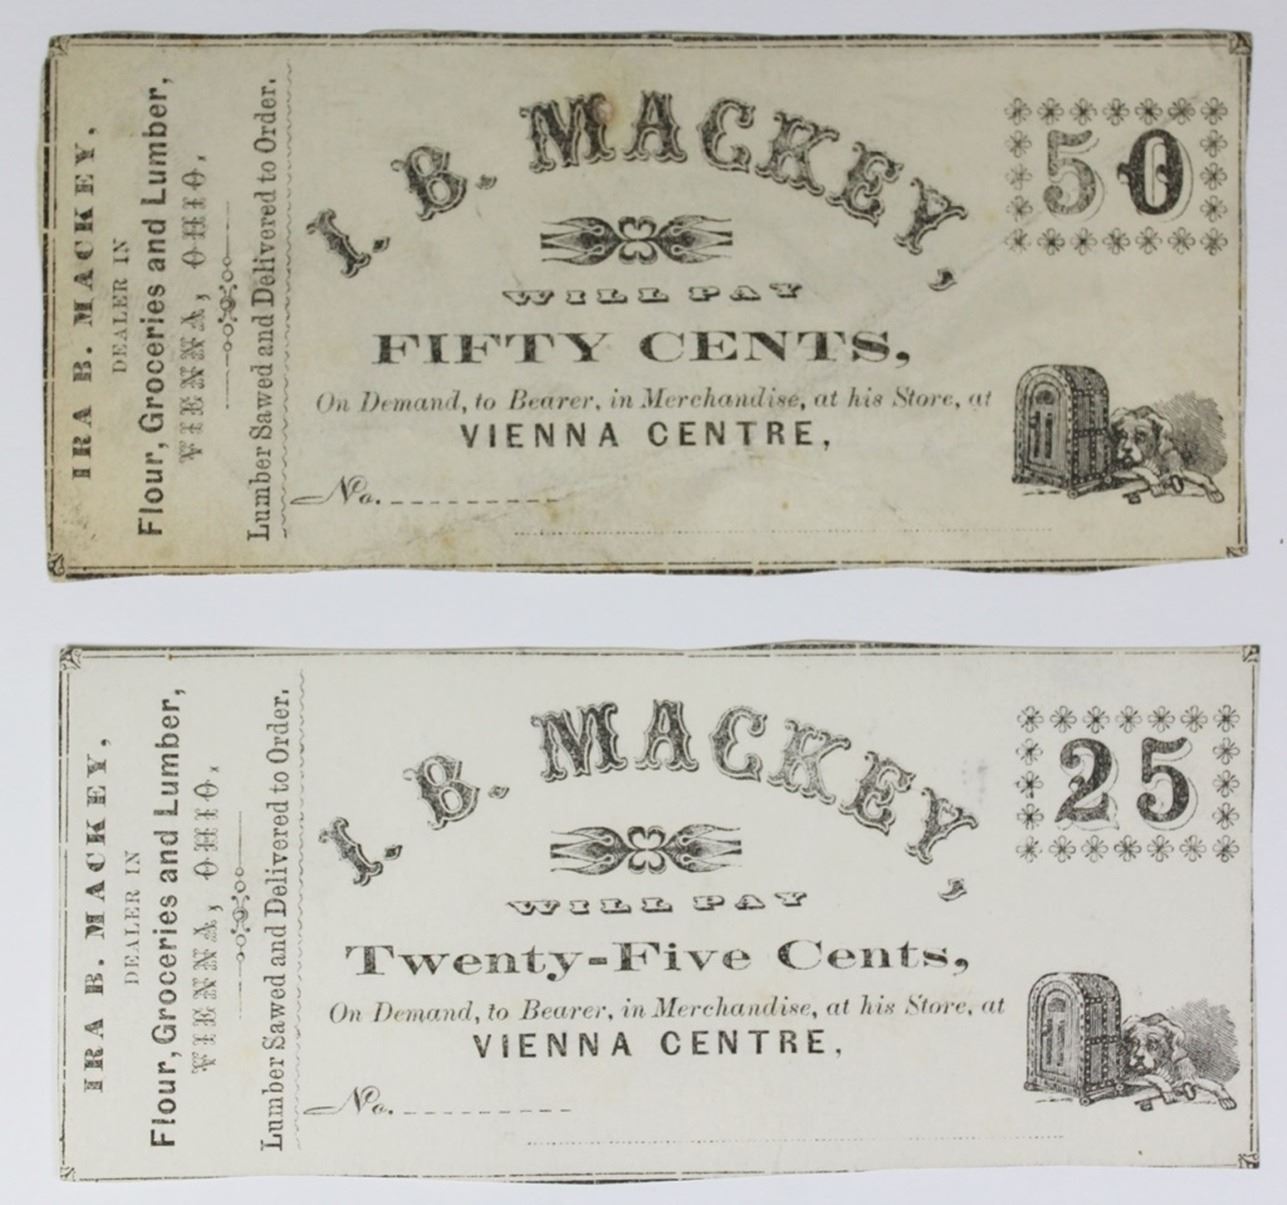 IRA B. MACKEY,
DEALER IN
Flour, Groceries and Lumber,
VIENNA, OHIO.
Lumber Sawed and Delivered to Order.
I. B. MACKEY,
50
WILL PAY
FIFTY CENTS,
On Demand, to Bearer, in Merchandise, at his Store, at
VIENNA CENTRE,
No.
IRA B. MACKEY,
DEALER IN
Flour, Groceries and Lumber,
VIENNA, OHIO.
Lumber Sawed and Delivered to Order.
I. B. MACKEY,
25
WILL PAY
Twenty-Five Cents,
On Demand, to Bearer, in Merchandise, at his Store, at
VIENNA CENTRE,
No.